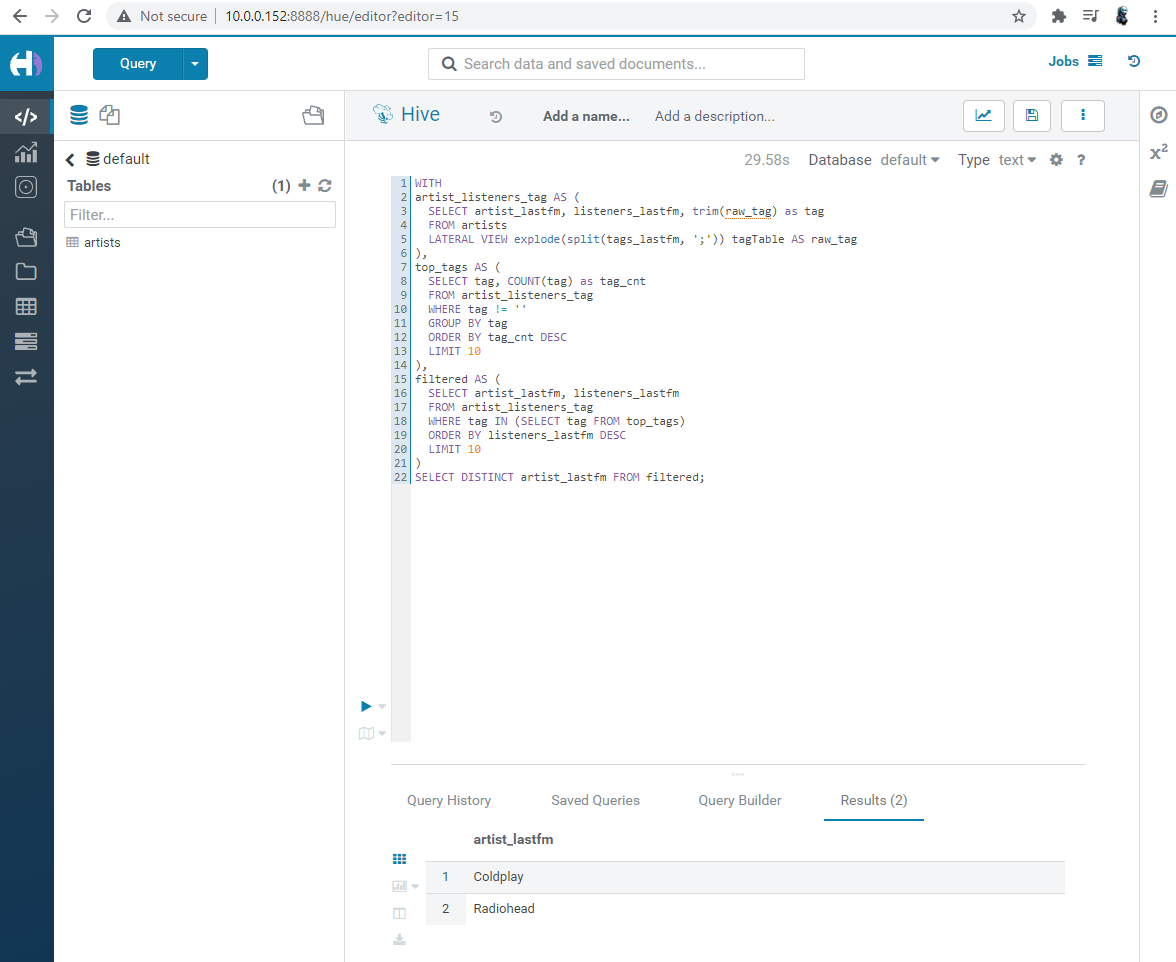 Not secure | 10.0.0.152:8888/hue/editor?editor=15
Query
Search data and saved documents...
Jobs
</>
Hive
Add a name...
Add a description...
default
29.58s Database default Type text ?
x²
Tables
(1)
Filter...
artists
1 WITH
2 artist_listeners_tag AS (
3 SELECT artist_lastfm, listeners_lastfm, trim(raw_tag) as tag
4 FROM artists
5 LATERAL VIEW explode(split(tags_lastfm, ';')) tagTable AS raw_tag
6 ),
7 top_tags AS (
8 SELECT tag, COUNT(tag) as tag_cnt
9 FROM artist_listeners_tag
10 WHERE tag != ''
11 GROUP BY tag
12 ORDER BY tag_cnt DESC
13 LIMIT 10
14 ),
15 filtered AS (
16 SELECT artist_lastfm, listeners_lastfm
17 FROM artist_listeners_tag
18 WHERE tag IN (SELECT tag FROM top_tags)
19 ORDER BY listeners_lastfm DESC
20 LIMIT 10
21 )
22 SELECT DISTINCT artist_lastfm FROM filtered;
Query History
Saved Queries
Query Builder
Results (2)
artist_lastfm
1 Coldplay
2 Radiohead